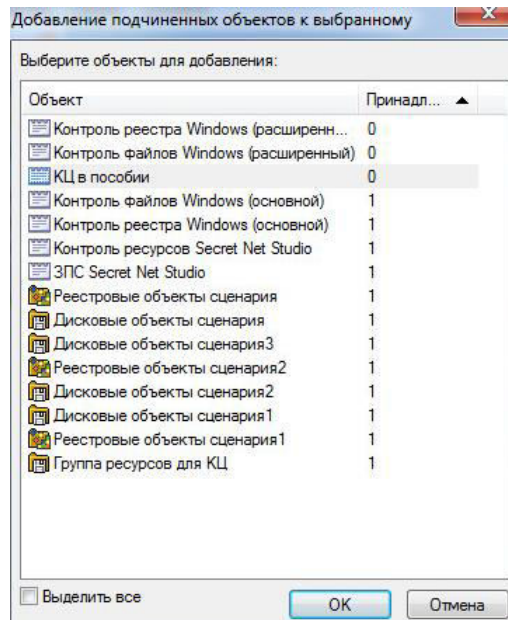 Добавление подчиненных объектов к выбранному
Выберите объекты для добавления:
Объект Принадл...
Контроль реестра Windows (расширенн... 0
Контроль файлов Windows (расширенный) 0
КЦ в пособии 0
Контроль файлов Windows (основной) 1
Контроль реестра Windows (основной) 1
Контроль ресурсов Secret Net Studio 1
ЗПС Secret Net Studio 1
Реестровые объекты сценария 1
Дисковые объекты сценария 1
Дисковые объекты сценария3 1
Реестровые объекты сценария2 1
Дисковые объекты сценария2 1
Дисковые объекты сценария1 1
Реестровые объекты сценария1 1
Группа ресурсов для КЦ 1
Выделить все OK Отмена